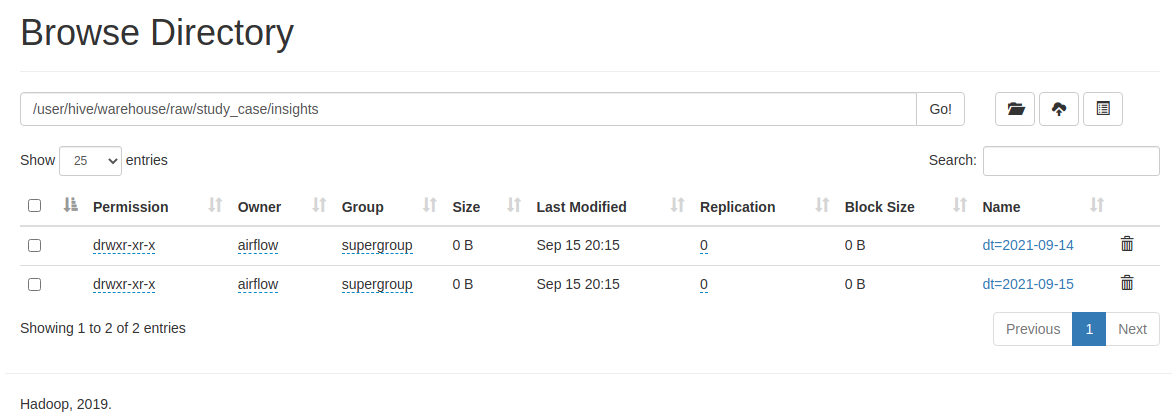 Browse Directory
/user/hive/warehouse/raw/study_case/insights Go!
Show 25 entries Search:
Permission Owner Group Size Last Modified Replication Block Size Name
drwxr-xr-x airflow supergroup 0 B Sep 15 20:15 0 0 B dt=2021-09-14
drwxr-xr-x airflow supergroup 0 B Sep 15 20:15 0 0 B dt=2021-09-15
Showing 1 to 2 of 2 entries Previous 1 Next
Hadoop, 2019.